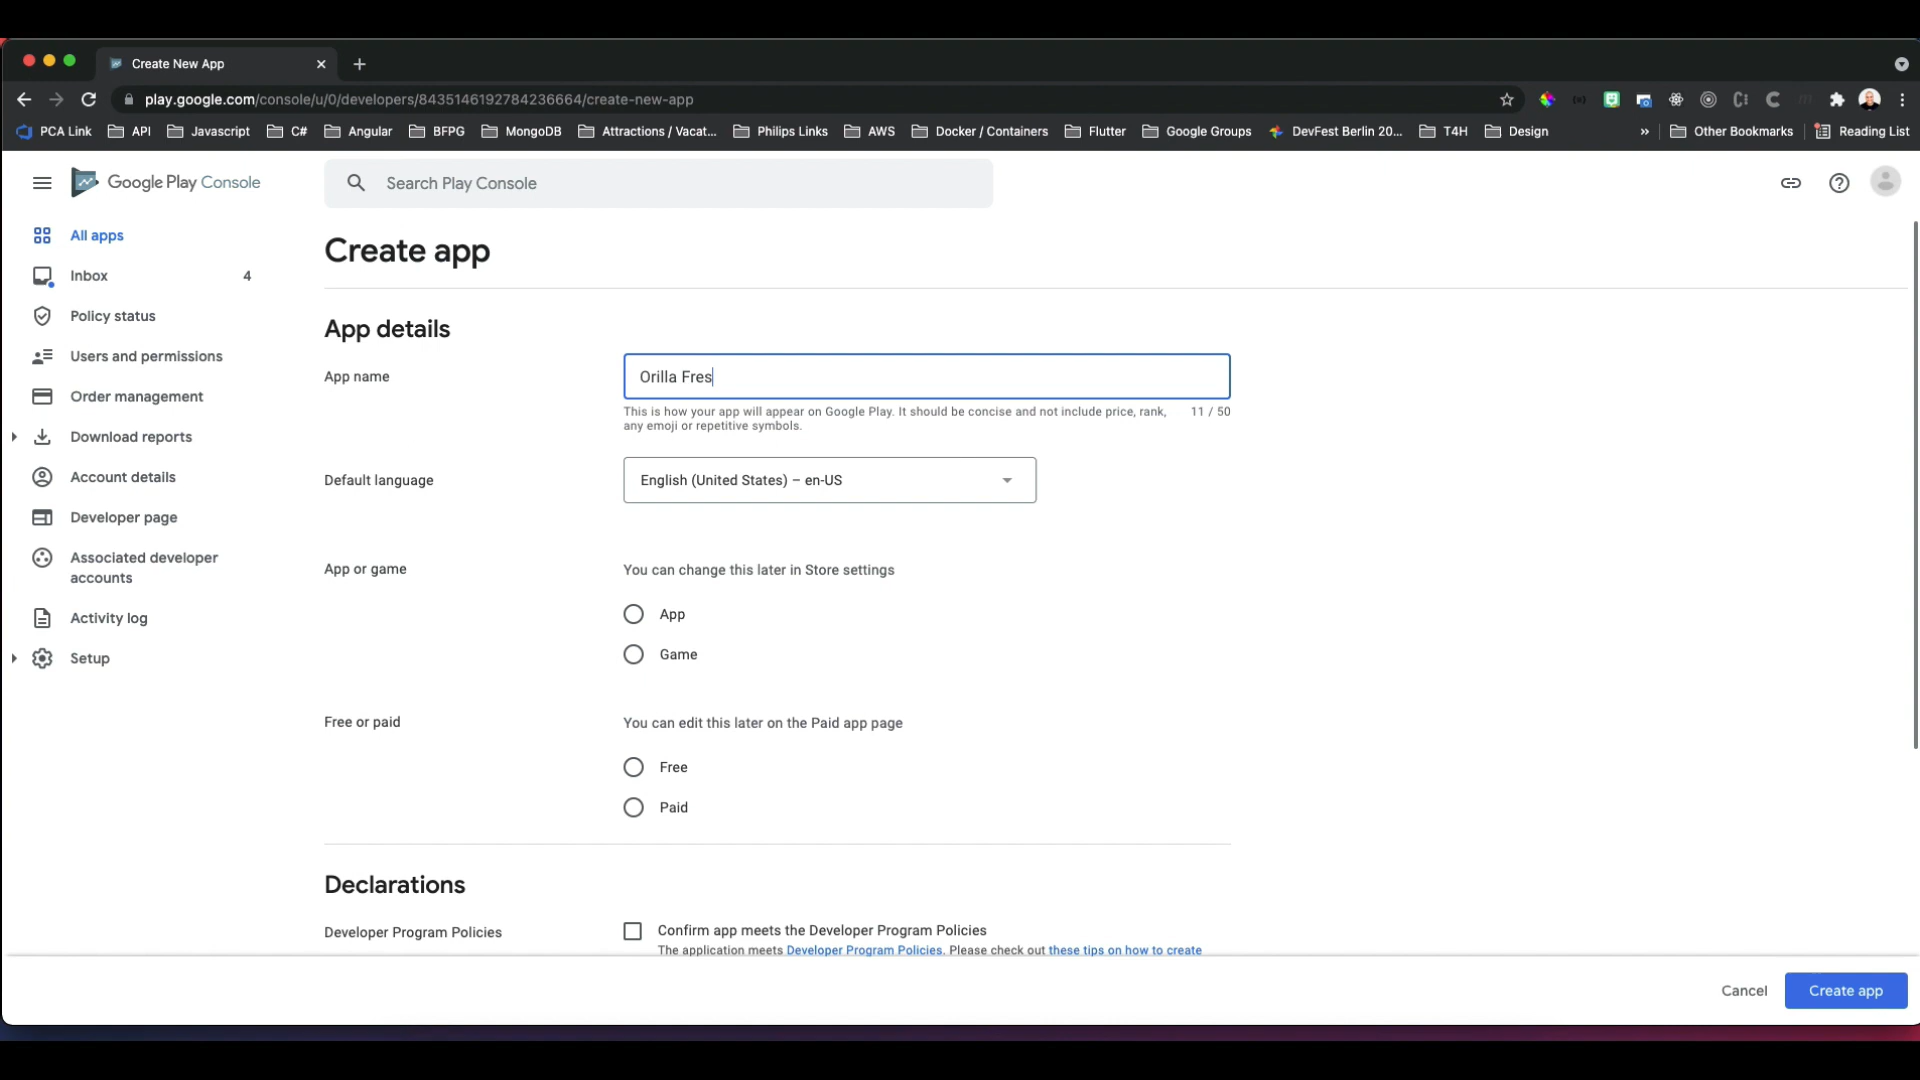 Create New App
play.google.com/console/u/0/developers/8435146192784236664/create-new-app
PCA Link API Javascript C# Angular BFPG MongoDB Attractions / Vacat... Philips Links AWS Docker / Containers Flutter Google Groups DevFest Berlin 20... T4H Design » Other Bookmarks Reading List
Google Play Console
Search Play Console
All apps
Inbox 4
Policy status
Users and permissions
Order management
Download reports
Account details
Developer page
Associated developer
accounts
Activity log
Setup
Create app
App details
App name
Orilla Fres
This is how your app will appear on Google Play. It should be concise and not include price, rank, 11 / 50
any emoji or repetitive symbols.
Default language
English (United States) – en-US
App or game
You can change this later in Store settings
App
Game
Free or paid
You can edit this later on the Paid app page
Free
Paid
Declarations
Developer Program Policies
Confirm app meets the Developer Program Policies
The application meets Developer Program Policies. Please check out these tips on how to create
Cancel
Create app